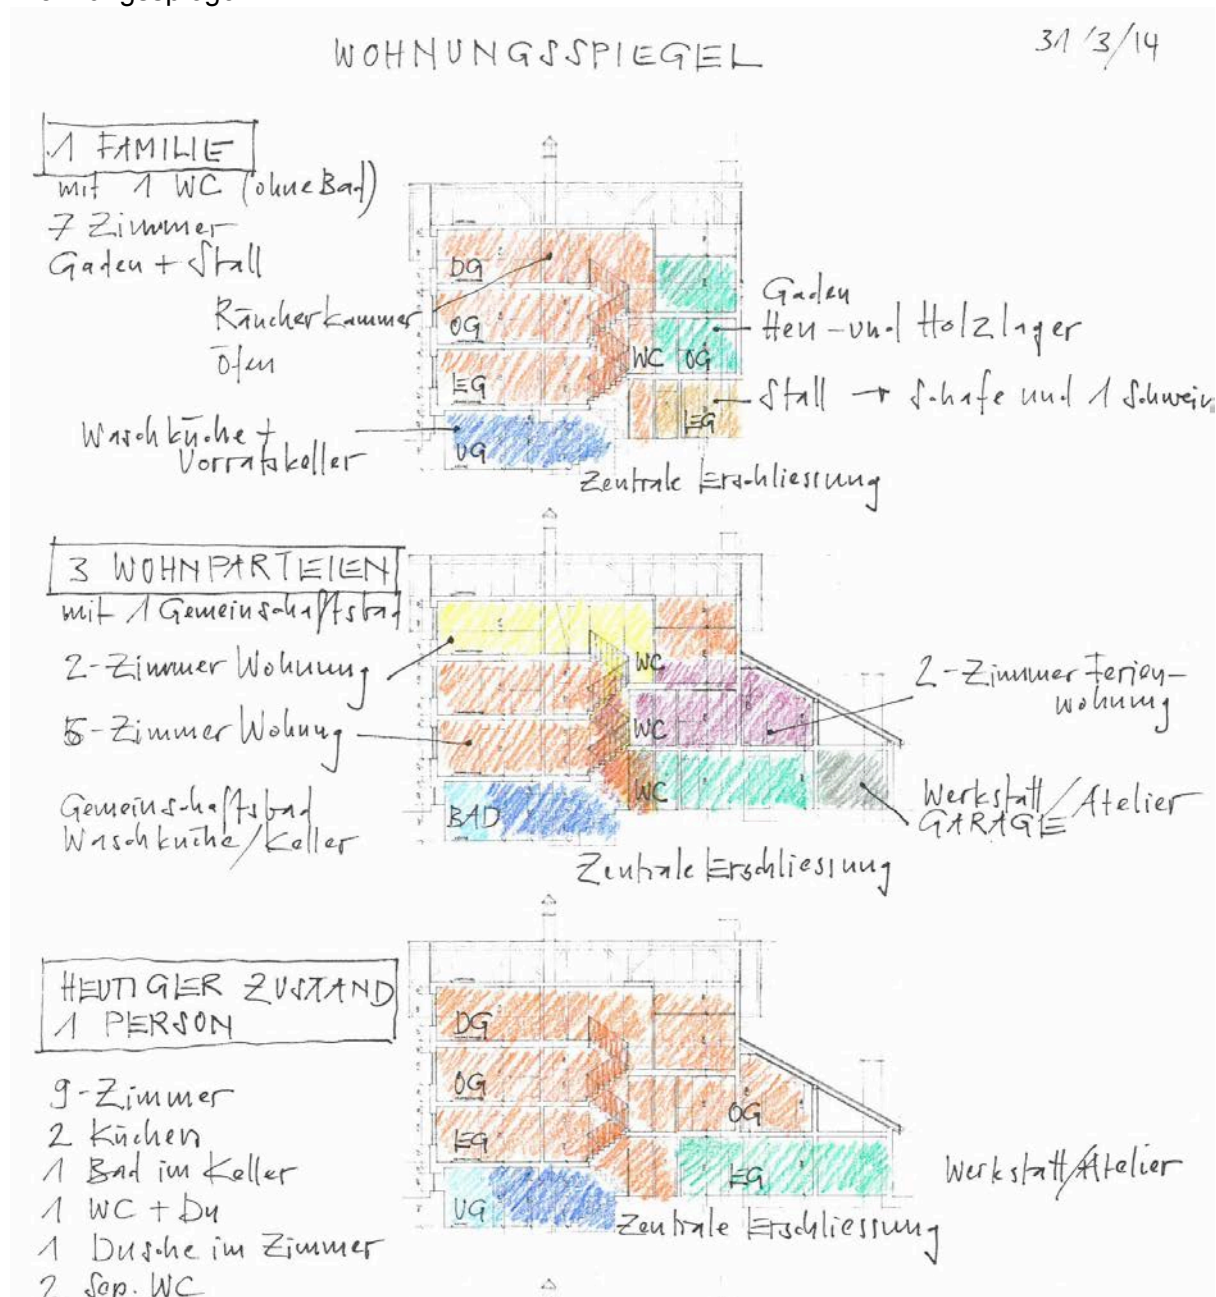 WOHNUNGSSPIEGEL
31/3/14
1 FAMILIE
mit 1 WC (ohne Bad)
7 Zimmer
Gaden + Stall
Räucherkammer
Öfen
Waschküche +
Vorratskeller
DG
OG
EG
UG
WC OG
EG
Gaden
Heu- und Holzlager
Stall → Schafe und 1 Schwein
Zentrale Erschliessung
3 WOHNPARTEIEN
mit 1 Gemeinschaftsbad
2-Zimmer Wohnung
5-Zimmer Wohnung
Gemeinschaftsbad
Waschküche/Keller
WC
WC
WC
BAD
2-Zimmer Ferien-
wohnung
Werkstatt/Atelier
GARAGE
Zentrale Erschliessung
HEUTIGER ZUSTAND
1 PERSON
9-Zimmer
2 Küchen
1 Bad im Keller
1 WC + Du
1 Dusche im Zimmer
2 Sep. WC
DG
OG
EG
UG
OG
EG
Werkstatt/Atelier
Zentrale Erschliessung